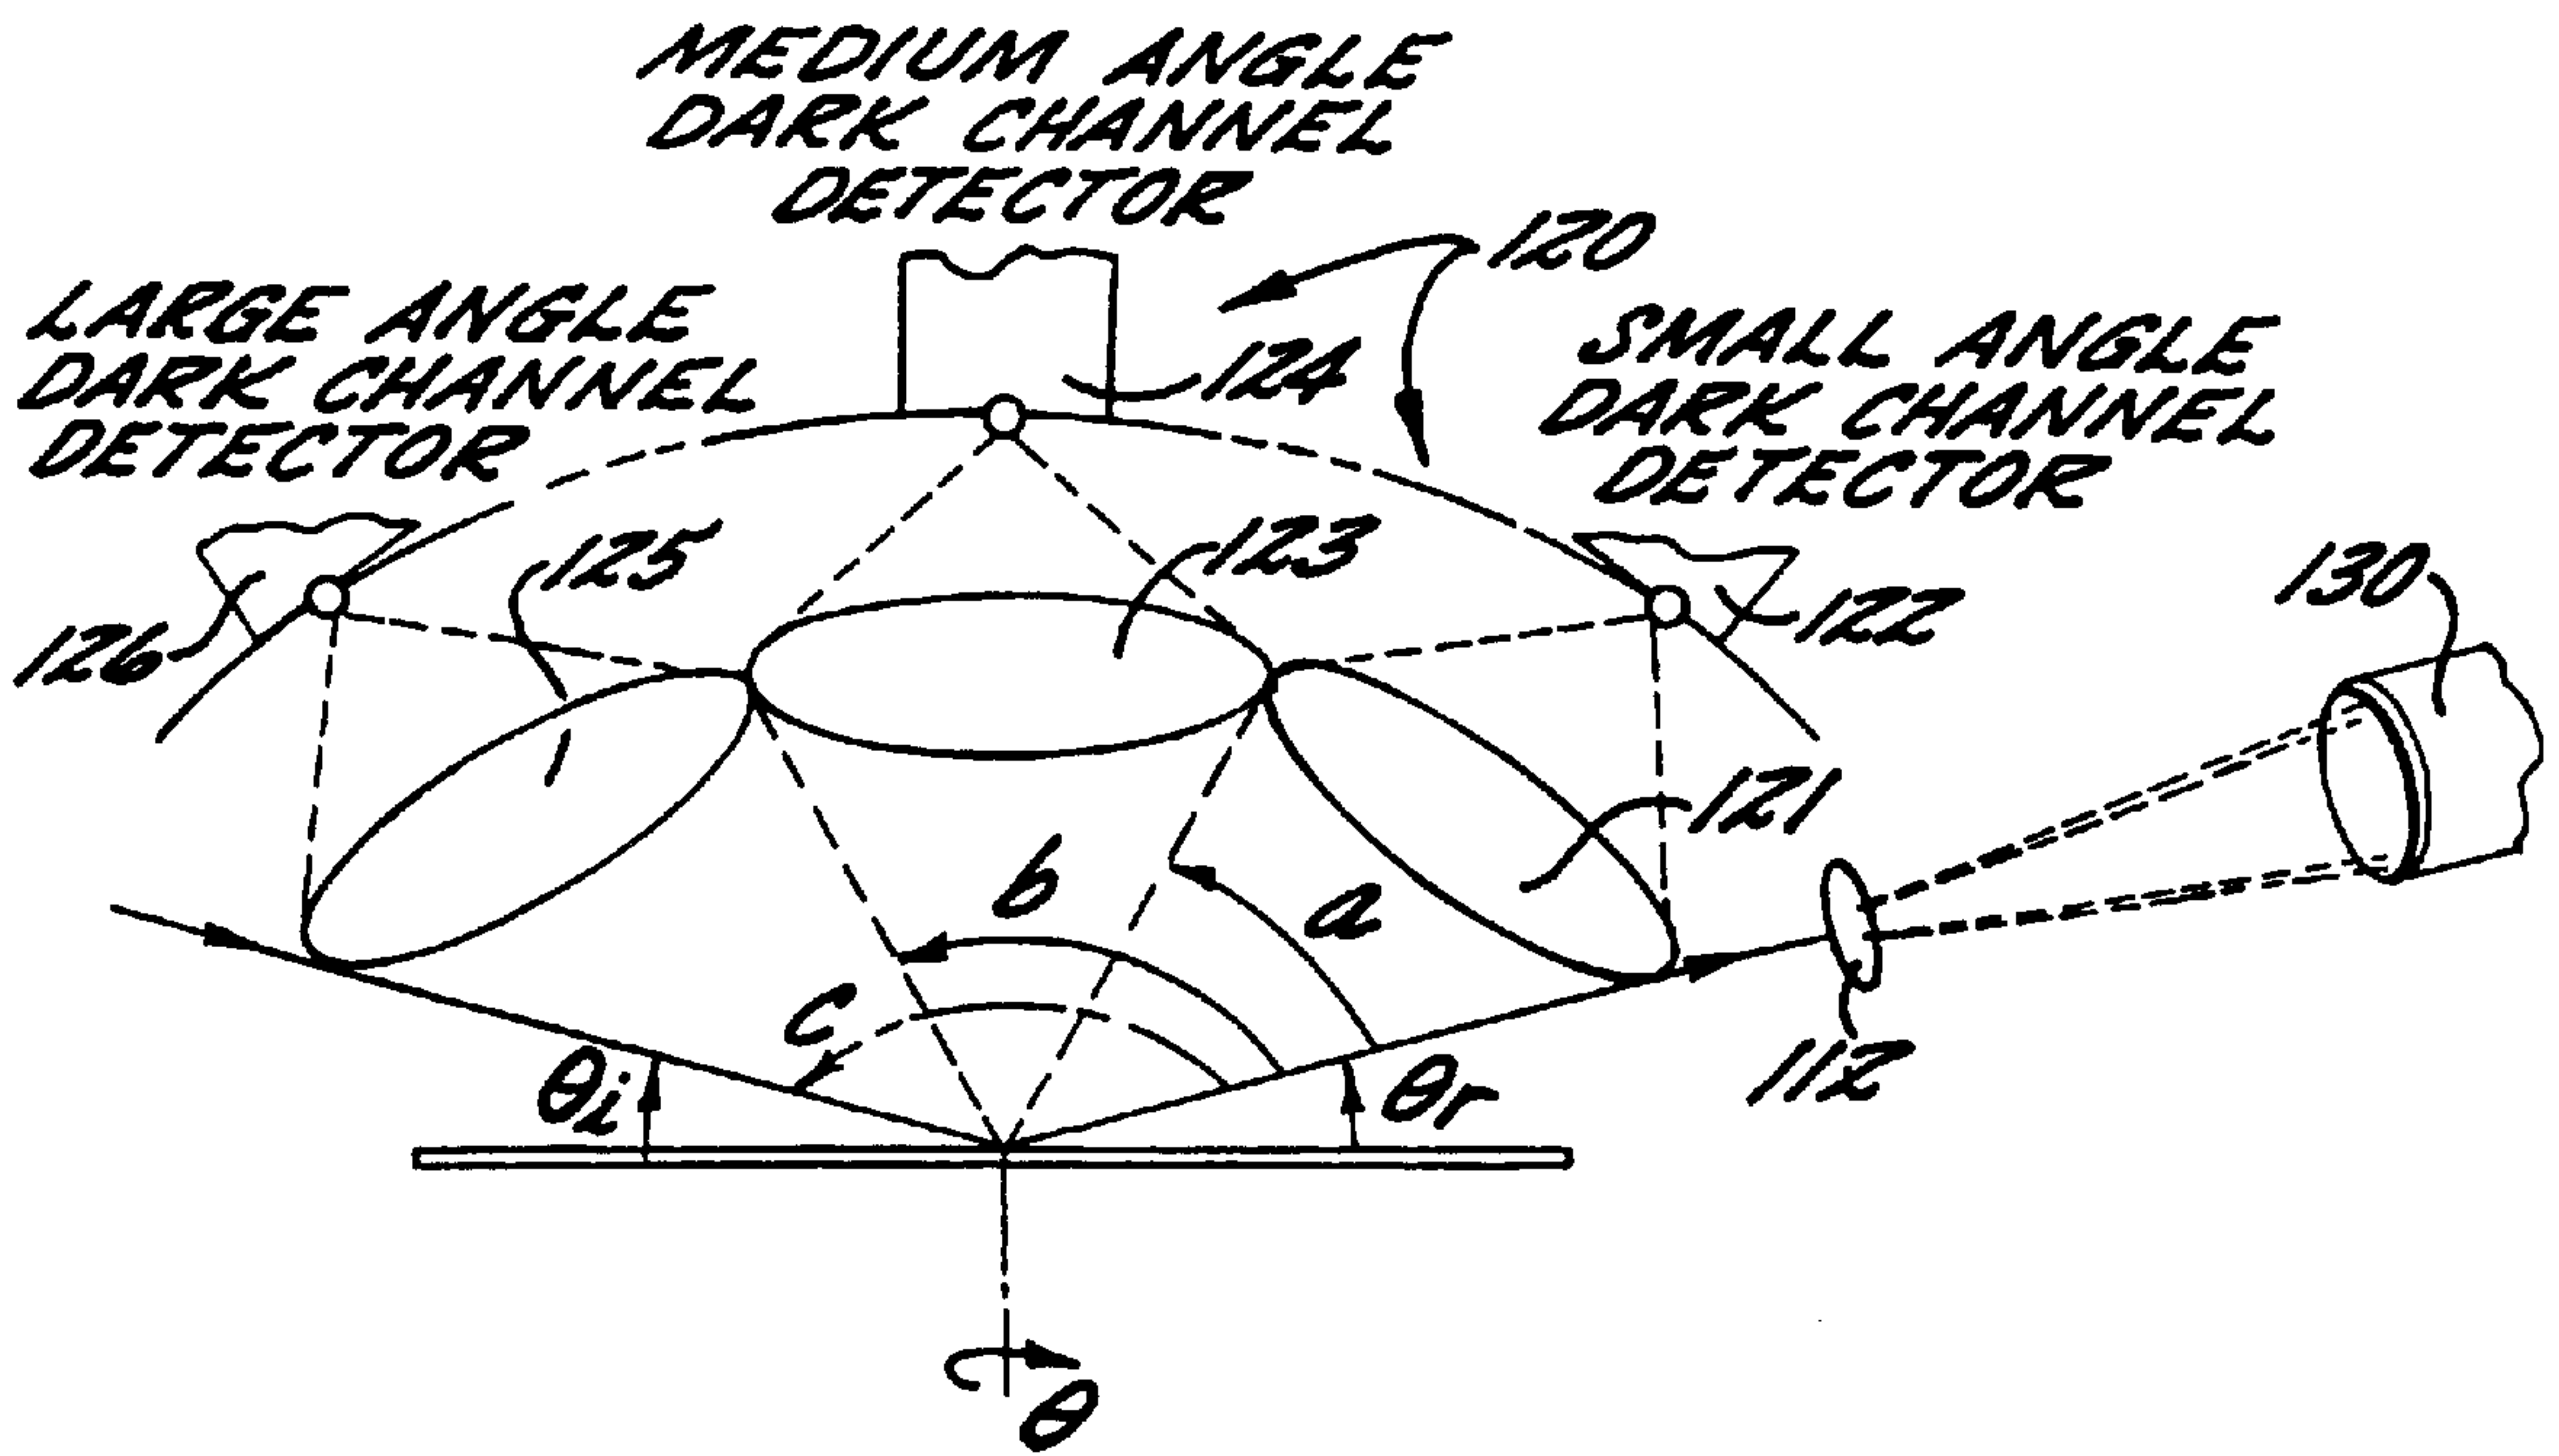 MEDIUM ANGLE
DARK CHANNEL
DETECTOR
120
LARGE ANGLE
DARK CHANNEL
DETECTOR
124
SMALL ANGLE
DARK CHANNEL
DETECTOR
125
123
130
126
122
121
b
a
c
θi
θr
112
θ